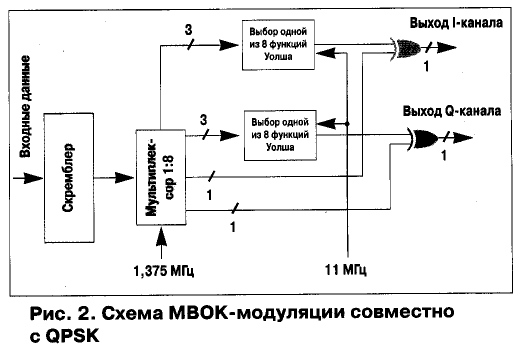 3
Выбор одной
из 8 функций
Уолша
Выход I-канала
1
Входные данные
Скремблер
Мультиплек-
сор 1:8
3
Выбор одной
из 8 функций
Уолша
Выход Q-канала
1
1
1
1,375 МГц
11 МГц
Рис. 2. Схема MBOK-модуляции совместно
с QPSK